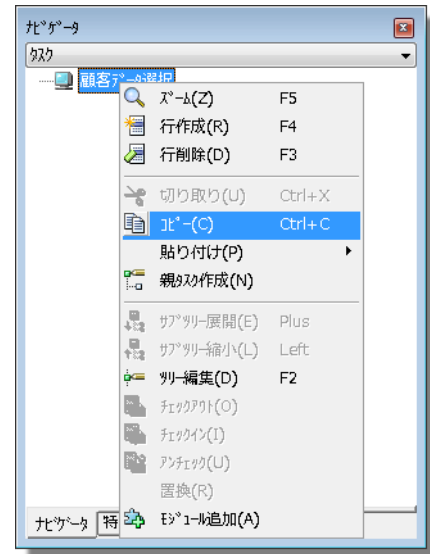 ﾅﾋﾞｹﾞｰﾀ
ﾀｽｸ
顧客ﾃﾞｰﾀ選択
ｽﾞｰﾑ(Z) F5
行作成(R) F4
行削除(D) F3
切り取り(U) Ctrl+X
ｺﾋﾟｰ(C) Ctrl+C
貼り付け(P)
親ﾀｽｸ作成(N)
ｻﾌﾞﾂﾘｰ展開(E) Plus
ｻﾌﾞﾂﾘｰ縮小(L) Left
ﾂﾘｰ編集(D) F2
ﾁｪｯｸｱｳﾄ(O)
ﾁｪｯｸｲﾝ(I)
ｱﾝﾁｪｯｸ(U)
置換(R)
ﾓｼﾞｭｰﾙ追加(A)
ﾅﾋﾞｹﾞｰﾀ 特